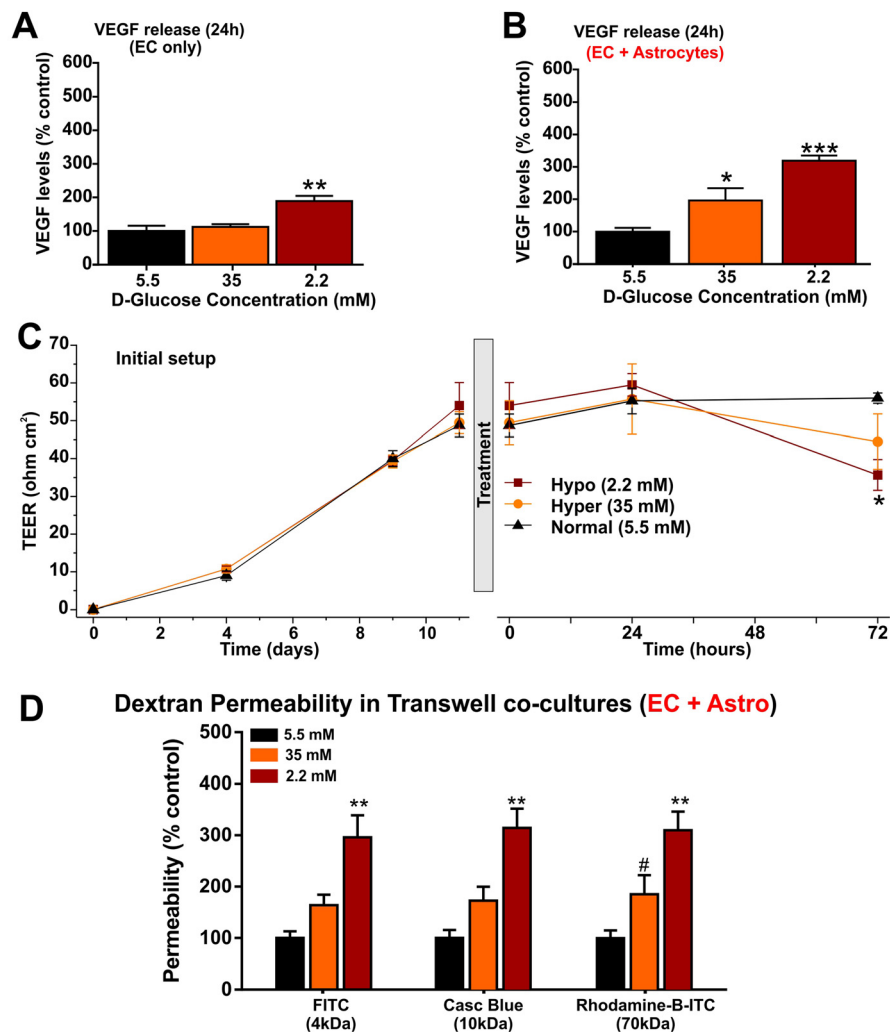 A
VEGF release (24h)
(EC only)
VEGF levels (% control)
600
500
400
300
200
100
0
**
5.5
35
2.2
D-Glucose Concentration (mM)
B
VEGF release (24h)
(EC + Astrocytes)
VEGF levels (% control)
600
500
400
300
200
100
0
*
***
5.5
35
2.2
D-Glucose Concentration (mM)
C
Initial setup
TEER (ohm cm²)
70
60
50
40
30
20
10
0
0 2 4 6 8 10
Time (days)
Treatment
Hypo (2.2 mM)
Hyper (35 mM)
Normal (5.5 mM)
*
0 24 48 72
Time (hours)
D
Dextran Permeability in Transwell co-cultures (EC + Astro)
5.5 mM
35 mM
2.2 mM
Permeability (% control)
500
400
300
200
100
0
**
**
#
**
FITC
(4kDa)
Casc Blue
(10kDa)
Rhodamine-B-ITC
(70kDa)